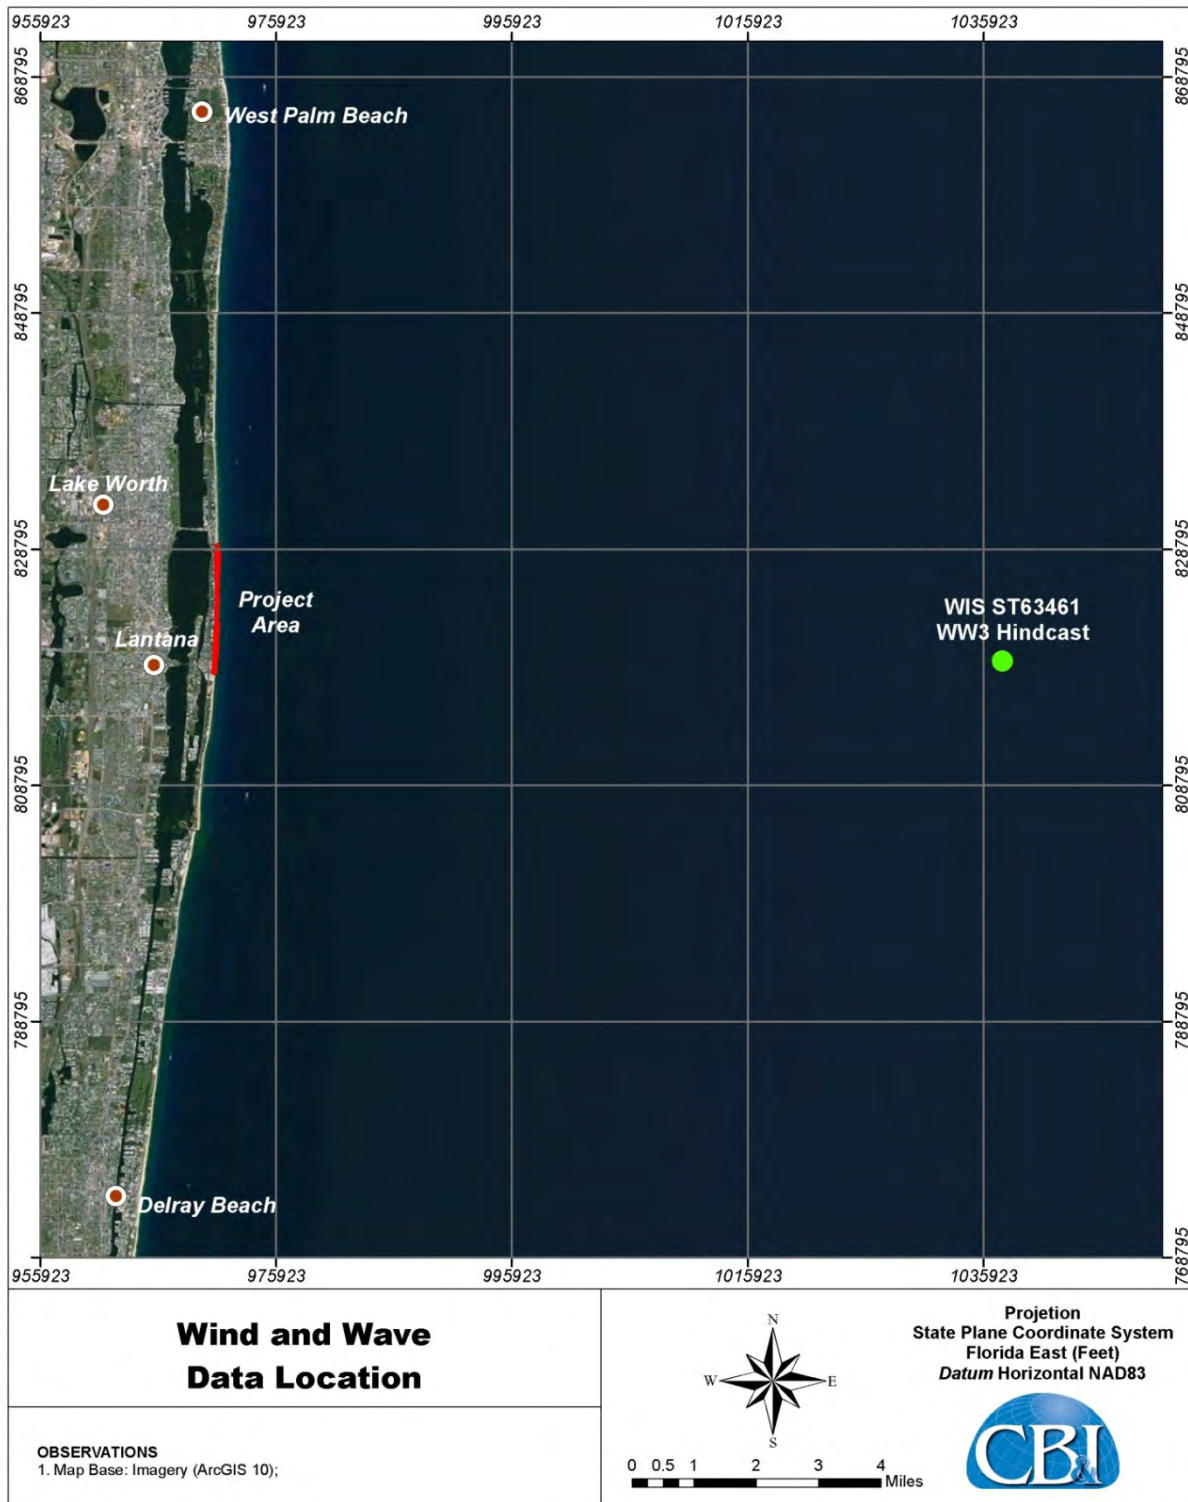 955923 975923 995923 1015923 1035923
868795 868795
West Palm Beach
848795 848795
Lake Worth
828795 828795
Project
Area
WIS ST63461
WW3 Hindcast
Lantana
808795 808795
788795 788795
Delray Beach
768795 768795
955923 975923 995923 1015923 1035923
Wind and Wave
Data Location
OBSERVATIONS
1. Map Base: Imagery (ArcGIS 10);
N
W E
S
0 0.5 1 2 3 4
Miles
Projetion
State Plane Coordinate System
Florida East (Feet)
Datum Horizontal NAD83
CB&I